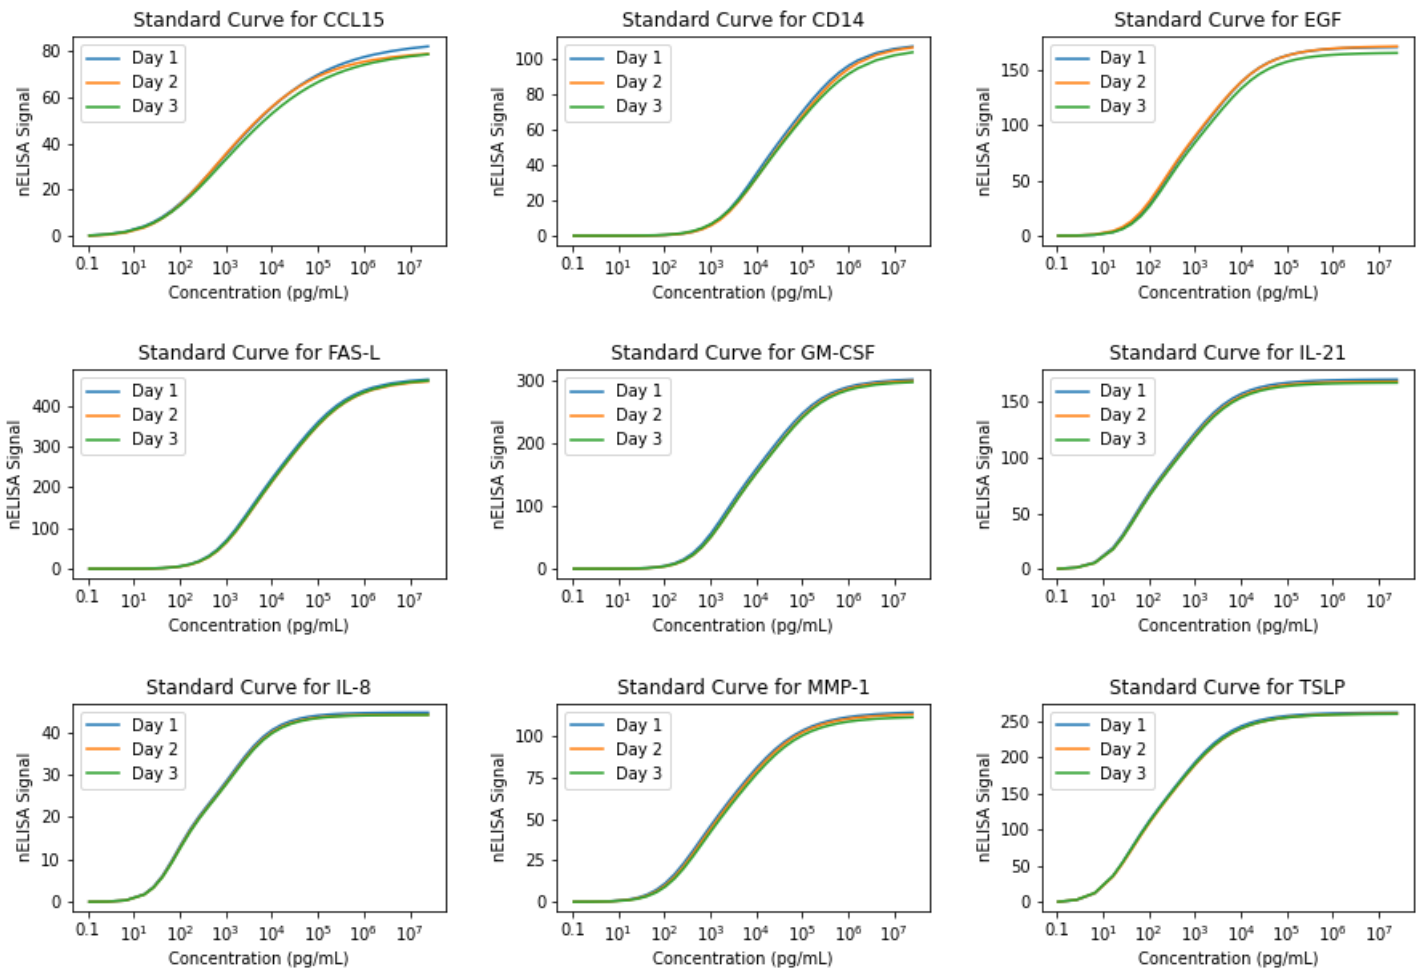 Standard Curve for CCL15
nELISA Signal
80
60
40
20
0
Day 1
Day 2
Day 3
0.1 10¹ 10² 10³ 10⁴ 10⁵ 10⁶ 10⁷
Concentration (pg/mL)
Standard Curve for CD14
nELISA Signal
100
80
60
40
20
0
Day 1
Day 2
Day 3
0.1 10¹ 10² 10³ 10⁴ 10⁵ 10⁶ 10⁷
Concentration (pg/mL)
Standard Curve for EGF
nELISA Signal
150
100
50
0
Day 1
Day 2
Day 3
0.1 10¹ 10² 10³ 10⁴ 10⁵ 10⁶ 10⁷
Concentration (pg/mL)
Standard Curve for FAS-L
nELISA Signal
400
300
200
100
0
Day 1
Day 2
Day 3
0.1 10¹ 10² 10³ 10⁴ 10⁵ 10⁶ 10⁷
Concentration (pg/mL)
Standard Curve for GM-CSF
nELISA Signal
300
200
100
0
Day 1
Day 2
Day 3
0.1 10¹ 10² 10³ 10⁴ 10⁵ 10⁶ 10⁷
Concentration (pg/mL)
Standard Curve for IL-21
nELISA Signal
150
100
50
0
Day 1
Day 2
Day 3
0.1 10¹ 10² 10³ 10⁴ 10⁵ 10⁶ 10⁷
Concentration (pg/mL)
Standard Curve for IL-8
nELISA Signal
40
30
20
10
0
Day 1
Day 2
Day 3
0.1 10¹ 10² 10³ 10⁴ 10⁵ 10⁶ 10⁷
Concentration (pg/mL)
Standard Curve for MMP-1
nELISA Signal
100
75
50
25
0
Day 1
Day 2
Day 3
0.1 10¹ 10² 10³ 10⁴ 10⁵ 10⁶ 10⁷
Concentration (pg/mL)
Standard Curve for TSLP
nELISA Signal
250
200
150
100
50
0
Day 1
Day 2
Day 3
0.1 10¹ 10² 10³ 10⁴ 10⁵ 10⁶ 10⁷
Concentration (pg/mL)